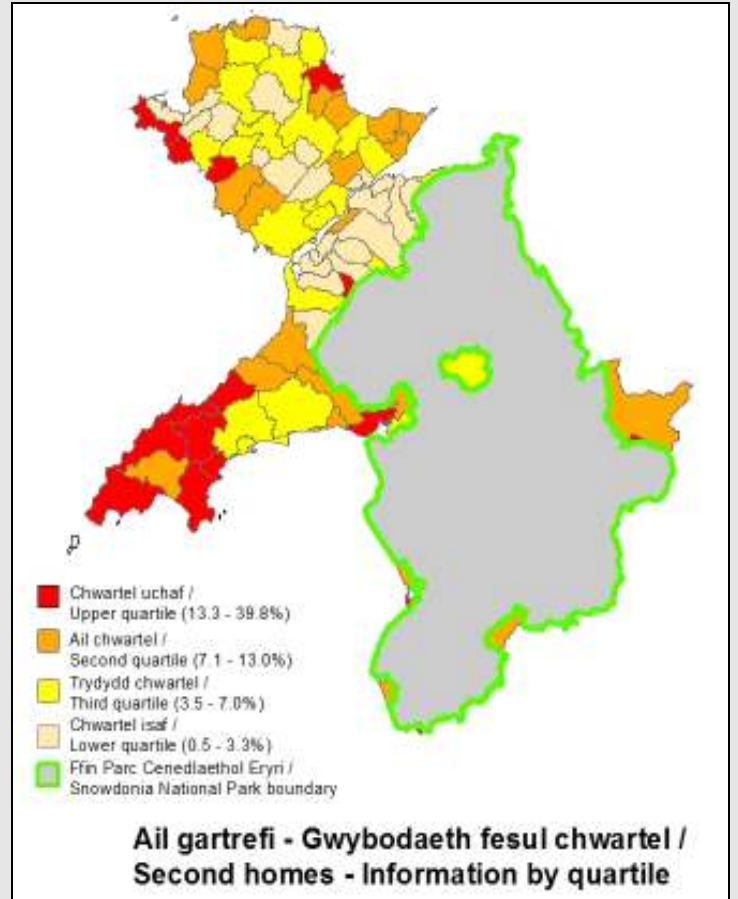 Chwartel uchaf /
Upper quartile (13.3 - 39.8%)
Ail chwartel /
Second quartile (7.1 - 13.0%)
Trydydd chwartel /
Third quartile (3.5 - 7.0%)
Chwartel isaf /
Lower quartile (0.5 - 3.3%)
Ffin Parc Cenedlaethol Eryri /
Snowdonia National Park boundary
Ail gartrefi - Gwybodaeth fesul chwartel /
Second homes - Information by quartile